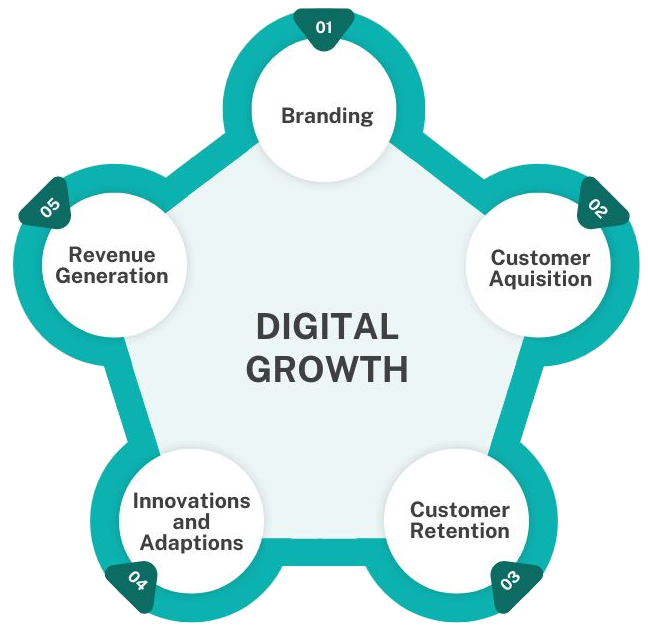 01
Branding
02
Customer
Aquisition
03
Customer
Retention
04
Innovations
and
Adaptions
05
Revenue
Generation
DIGITAL
GROWTH